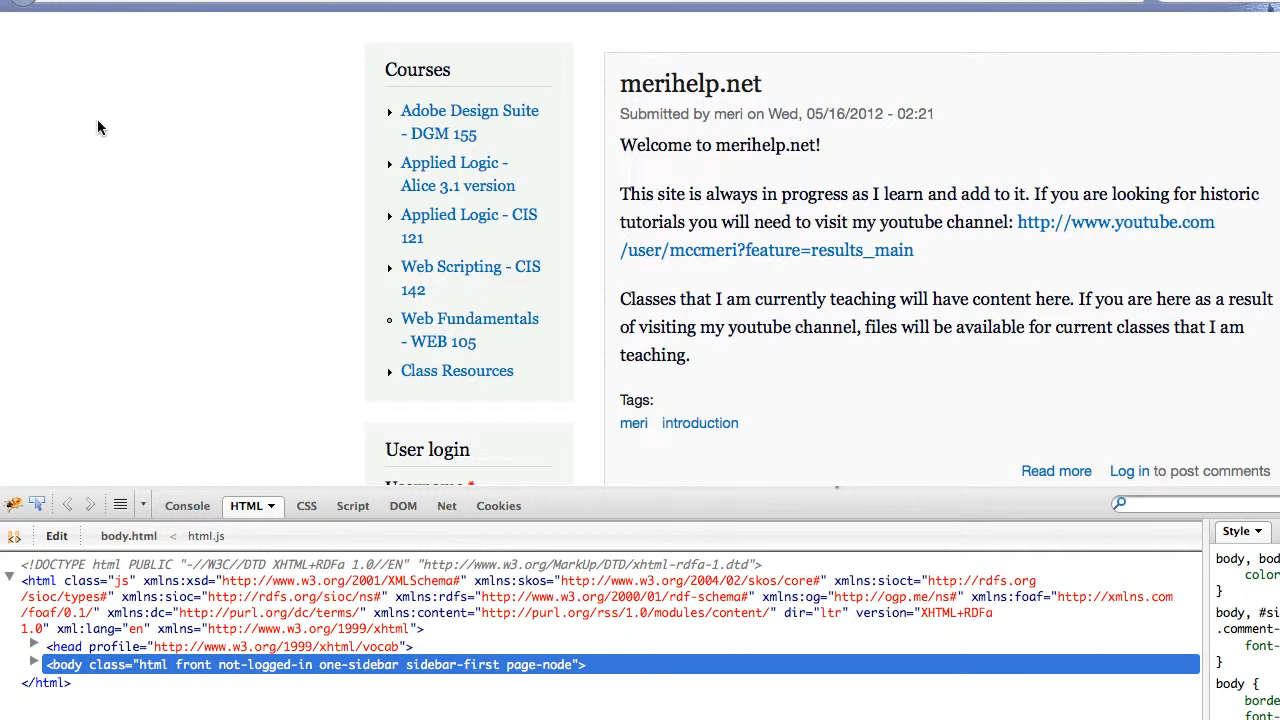 Courses
Adobe Design Suite
- DGM 155
Applied Logic -
Alice 3.1 version
Applied Logic - CIS
121
Web Scripting - CIS
142
Web Fundamentals
- WEB 105
Class Resources
User login
Username *
merihelp.net
Submitted by meri on Wed, 05/16/2012 - 02:21
Welcome to merihelp.net!
This site is always in progress as I learn and add to it. If you are looking for historic
tutorials you will need to visit my youtube channel: http://www.youtube.com
/user/mccmeri?feature=results_main
Classes that I am currently teaching will have content here. If you are here as a result
of visiting my youtube channel, files will be available for current classes that I am
teaching.
Tags:
meri introduction
Read more Log in to post comments
Console HTML CSS Script DOM Net Cookies
Edit body.html < html.js
<!DOCTYPE html PUBLIC "-//W3C//DTD XHTML+RDFa 1.0//EN" "http://www.w3.org/MarkUp/DTD/xhtml-rdfa-1.dtd">
<html class="js" xmlns:xsd="http://www.w3.org/2001/XMLSchema#" xmlns:skos="http://www.w3.org/2004/02/skos/core#" xmlns:sioct="http://rdfs.org
/sioc/types#" xmlns:sioc="http://rdfs.org/sioc/ns#" xmlns:rdfs="http://www.w3.org/2000/01/rdf-schema#" xmlns:og="http://ogp.me/ns#" xmlns:foaf="http://xmlns.com
/foaf/0.1/" xmlns:dc="http://purl.org/dc/terms/" xmlns:content="http://purl.org/rss/1.0/modules/content/" dir="ltr" version="XHTML+RDFa
1.0" xml:lang="en" xmlns="http://www.w3.org/1999/xhtml">
<head profile="http://www.w3.org/1999/xhtml/vocab">
<body class="html front not-logged-in one-sidebar sidebar-first page-node">
</html>
Style
body, bod
color
}
body, #si
.comment-
font-
}
body {
borde
font-